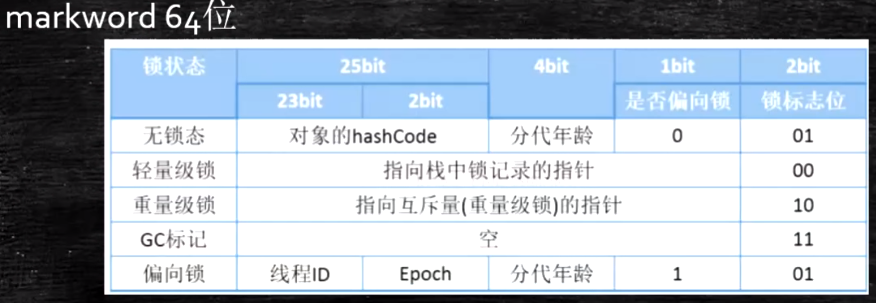 markword 64位
锁状态 25bit 4bit 1bit 2bit
23bit 2bit 是否偏向锁 锁标志位
无锁态 对象的hashCode 分代年龄 0 01
轻量级锁 指向栈中锁记录的指针 00
重量级锁 指向互斥量(重量级锁)的指针 10
GC标记 空 11
偏向锁 线程ID Epoch 分代年龄 1 01